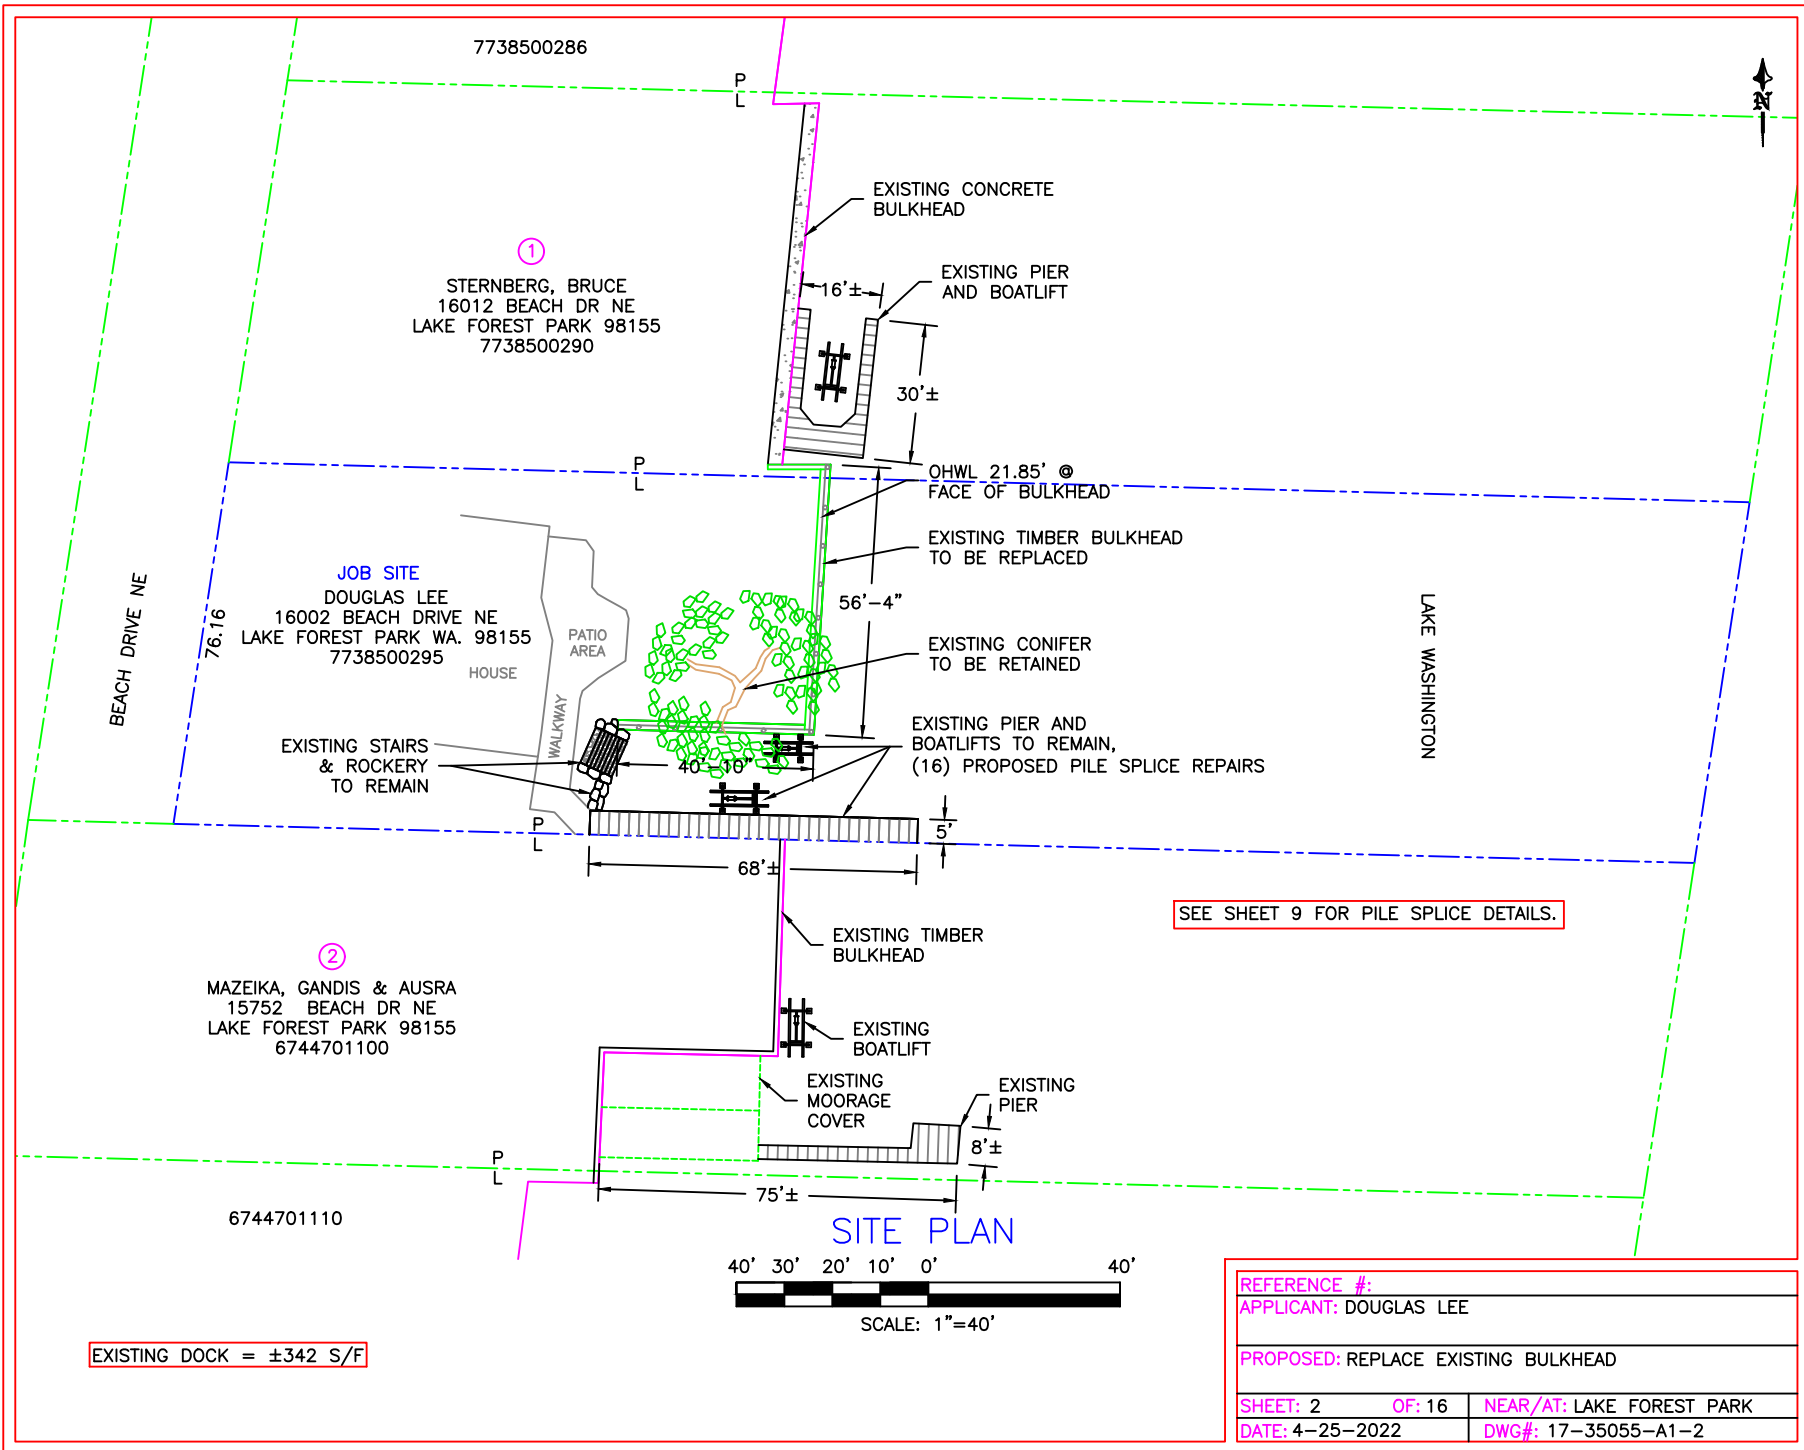 7738500286
P
L
N
EXISTING CONCRETE
BULKHEAD
1
STERNBERG, BRUCE
16012 BEACH DR NE
LAKE FOREST PARK 98155
7738500290
EXISTING PIER
AND BOATLIFT
16'±
30'±
P
L
OHWL 21.85' @
FACE OF BULKHEAD
EXISTING TIMBER BULKHEAD
TO BE REPLACED
56'-4"
JOB SITE
DOUGLAS LEE
16002 BEACH DRIVE NE
LAKE FOREST PARK WA. 98155
7738500295
76.16
BEACH DRIVE NE
PATIO
AREA
HOUSE
WALKWAY
EXISTING CONIFER
TO BE RETAINED
LAKE WASHINGTON
EXISTING PIER AND
BOATLIFTS TO REMAIN,
(16) PROPOSED PILE SPLICE REPAIRS
EXISTING STAIRS
& ROCKERY
TO REMAIN
40'-10"
P
L
5'
68'±
SEE SHEET 9 FOR PILE SPLICE DETAILS.
EXISTING TIMBER
BULKHEAD
2
MAZEIKA, GANDIS & AUSRA
15752 BEACH DR NE
LAKE FOREST PARK 98155
6744701100
EXISTING
BOATLIFT
EXISTING
MOORAGE
COVER
EXISTING
PIER
8'±
P
L
75'±
6744701110
SITE PLAN
40' 30' 20' 10' 0' 40'
SCALE: 1"=40'
EXISTING DOCK = ±342 S/F
REFERENCE #:
APPLICANT: DOUGLAS LEE
PROPOSED: REPLACE EXISTING BULKHEAD
SHEET: 2 OF: 16 NEAR/AT: LAKE FOREST PARK
DATE: 4-25-2022 DWG#: 17-35055-A1-2